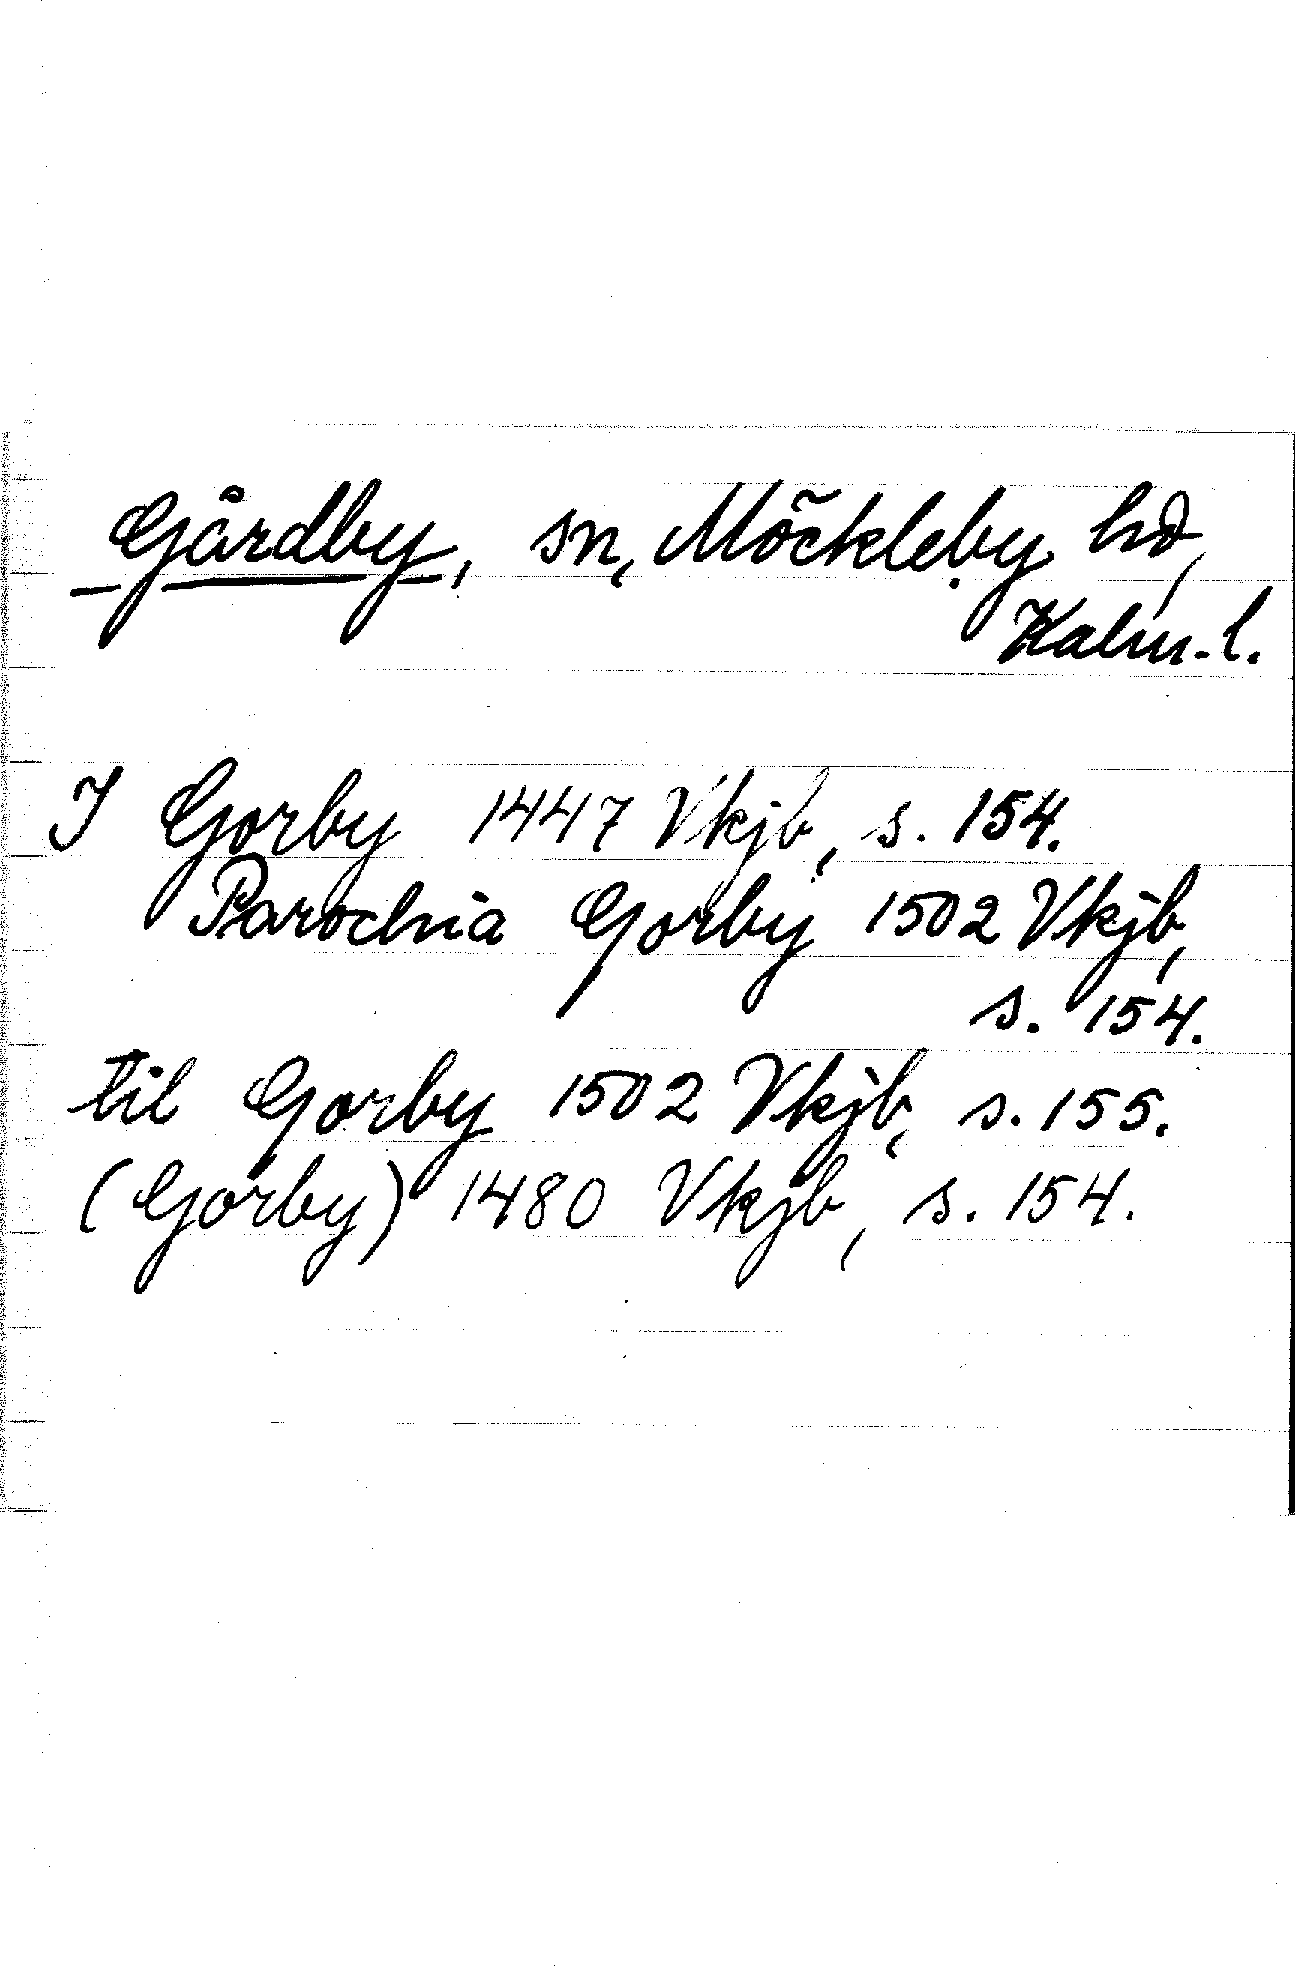 Gårdby, sn, Möckleby hd,
Kalm. l.
I Gorby 1447 Vkjb, s. 154.
Parochia Gorby 1502 Vkjb,
s. 154.
til Gorby 1502 Vkjb, s. 155.
(Gorby) 1480 Vkjb, s. 154.